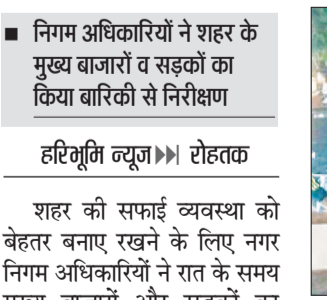 ■ निगम अधिकारियों ने शहर के
मुख्य बाजारों व सड़कों का
किया बारिकी से निरीक्षण
हरिभूमि न्यूज ▶▶| रोहतक
शहर की सफाई व्यवस्था को
बेहतर बनाए रखने के लिए नगर
निगम अधिकारियों ने रात के समय